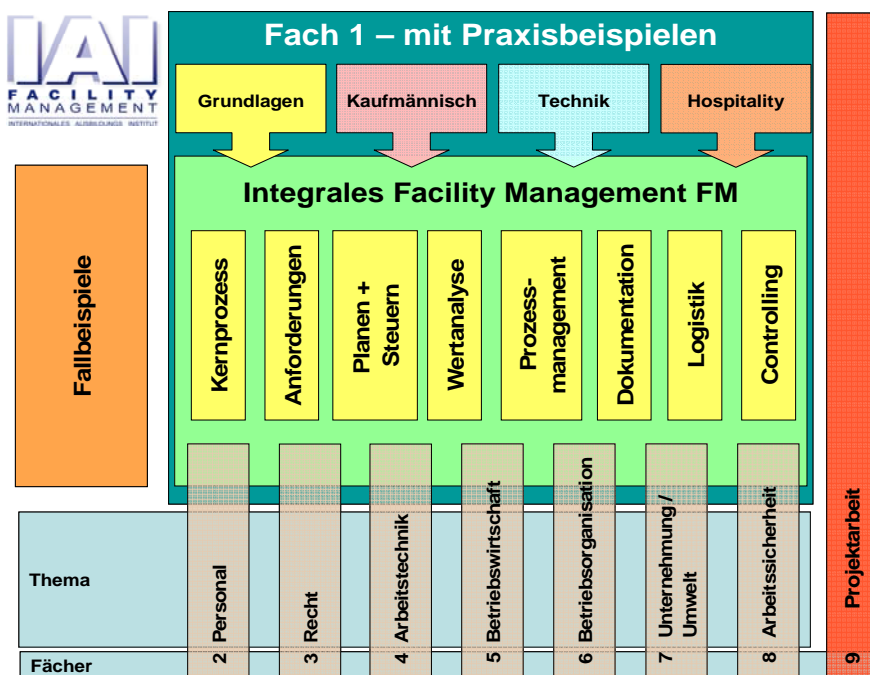 IAI
FACILITY
MANAGEMENT
INTERNATIONALES AUSBILDUNGS INSTITUT
Fach 1 – mit Praxisbeispielen
Grundlagen
Kaufmännisch
Technik
Hospitality
Integrales Facility Management FM
Fallbeispiele
Kernprozess
Anforderungen
Planen +
Steuern
Wertanalyse
Prozess-
management
Dokumentation
Logistik
Controlling
Thema
Personal
Recht
Arbeitstechnik
Betriebswirtschaft
Betriebsorganisation
Unternehmung /
Umwelt
Arbeitssicherheit
Projektarbeit
Fächer
2
3
4
5
6
7
8
9